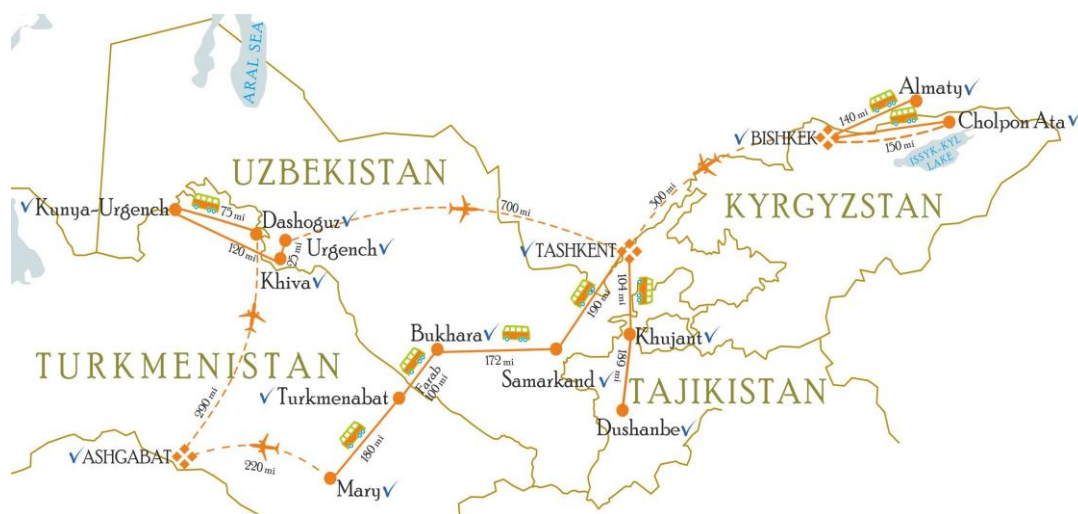 ARAL SEA
Almaty
140 mi
Cholpon Ata
BISHKEK
150 mi
ISSYK-KYL
LAKE
UZBEKISTAN
300 mi
KYRGYZSTAN
Kunya-Urgench
75 mi
Dashoguz
700 mi
Urgench
TASHKENT
120 mi
25 mi
Khiva
104 mi
190 mi
Bukhara
Khujant
172 mi
TURKMENISTAN
Samarkand
189 mi
TAJIKISTAN
Farab
100 mi
Turkmenabat
290 mi
Dushanbe
180 mi
ASHGABAT
220 mi
Mary